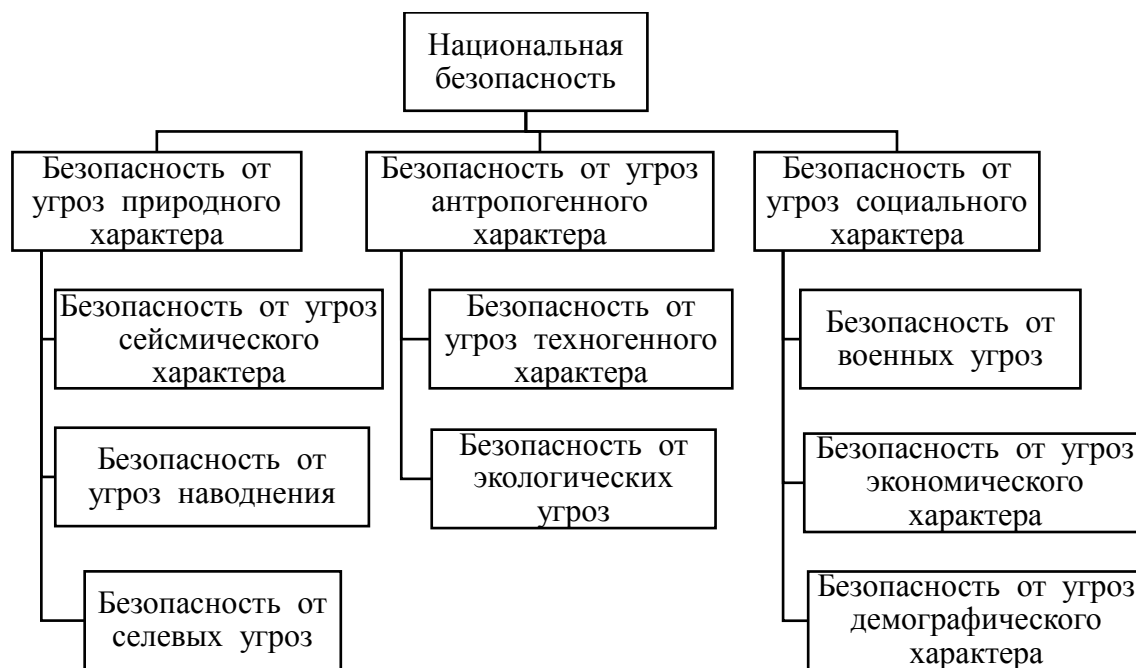 Национальная
безопасность
Безопасность от
угроз природного
характера
Безопасность от угроз
антропогенного
характера
Безопасность от
угроз социального
характера
Безопасность от угроз
сейсмического
характера
Безопасность от
угроз техногенного
характера
Безопасность от
военных угроз
Безопасность от
угроз наводнения
Безопасность от
экологических
угроз
Безопасность от угроз
экономического
характера
Безопасность от
селевых угроз
Безопасность от угроз
демографического
характера